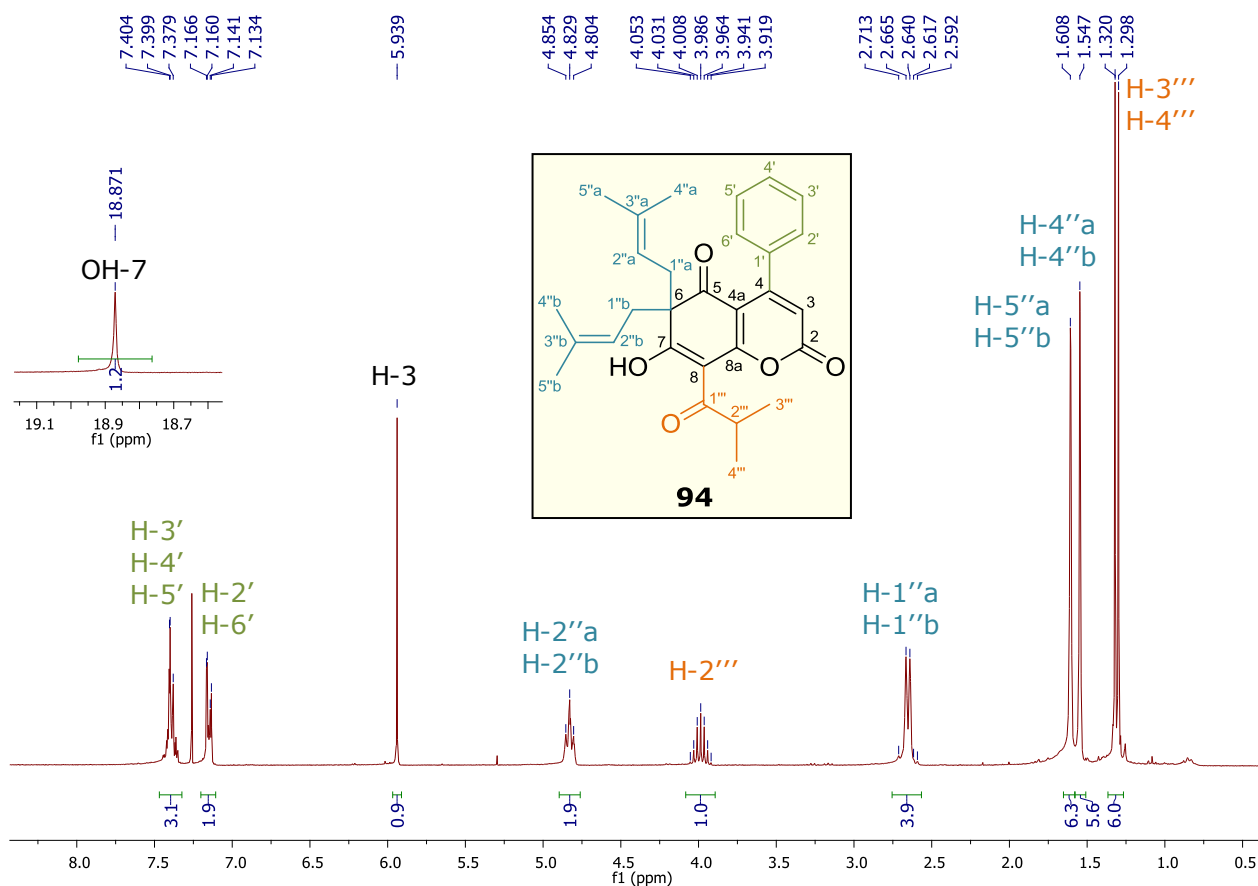 7.404
7.399
7.379
7.166
7.160
7.141
7.134
5.939
4.854
4.829
4.804
4.053
4.031
4.008
3.986
3.964
3.941
3.919
2.713
2.665
2.640
2.617
2.592
1.608
1.547
1.320
1.298
H-3'''
H-4'''
18.871
OH-7
1.2
19.1 18.9 18.7
f1 (ppm)
H-3
4'
5''a 4''a 5' 3'
3''a
6' 2'
2''a 1''a 1'
O
5 4a 4 3
4''b 1''b 6
3''b 2''b 7 2
HO 8 8a O O
5''b
1''' 3'''
O 2'''
4'''
94
H-4''a
H-4''b
H-5''a
H-5''b
H-3'
H-4'
H-5'
H-2'
H-6'
H-2''a
H-2''b
H-2'''
H-1''a
H-1''b
3.1 1.9 0.9 1.9 1.0 3.9 6.3 5.6 6.0
8.0 7.5 7.0 6.5 6.0 5.5 5.0 4.5 4.0 3.5 3.0 2.5 2.0 1.5 1.0 0.5
f1 (ppm)